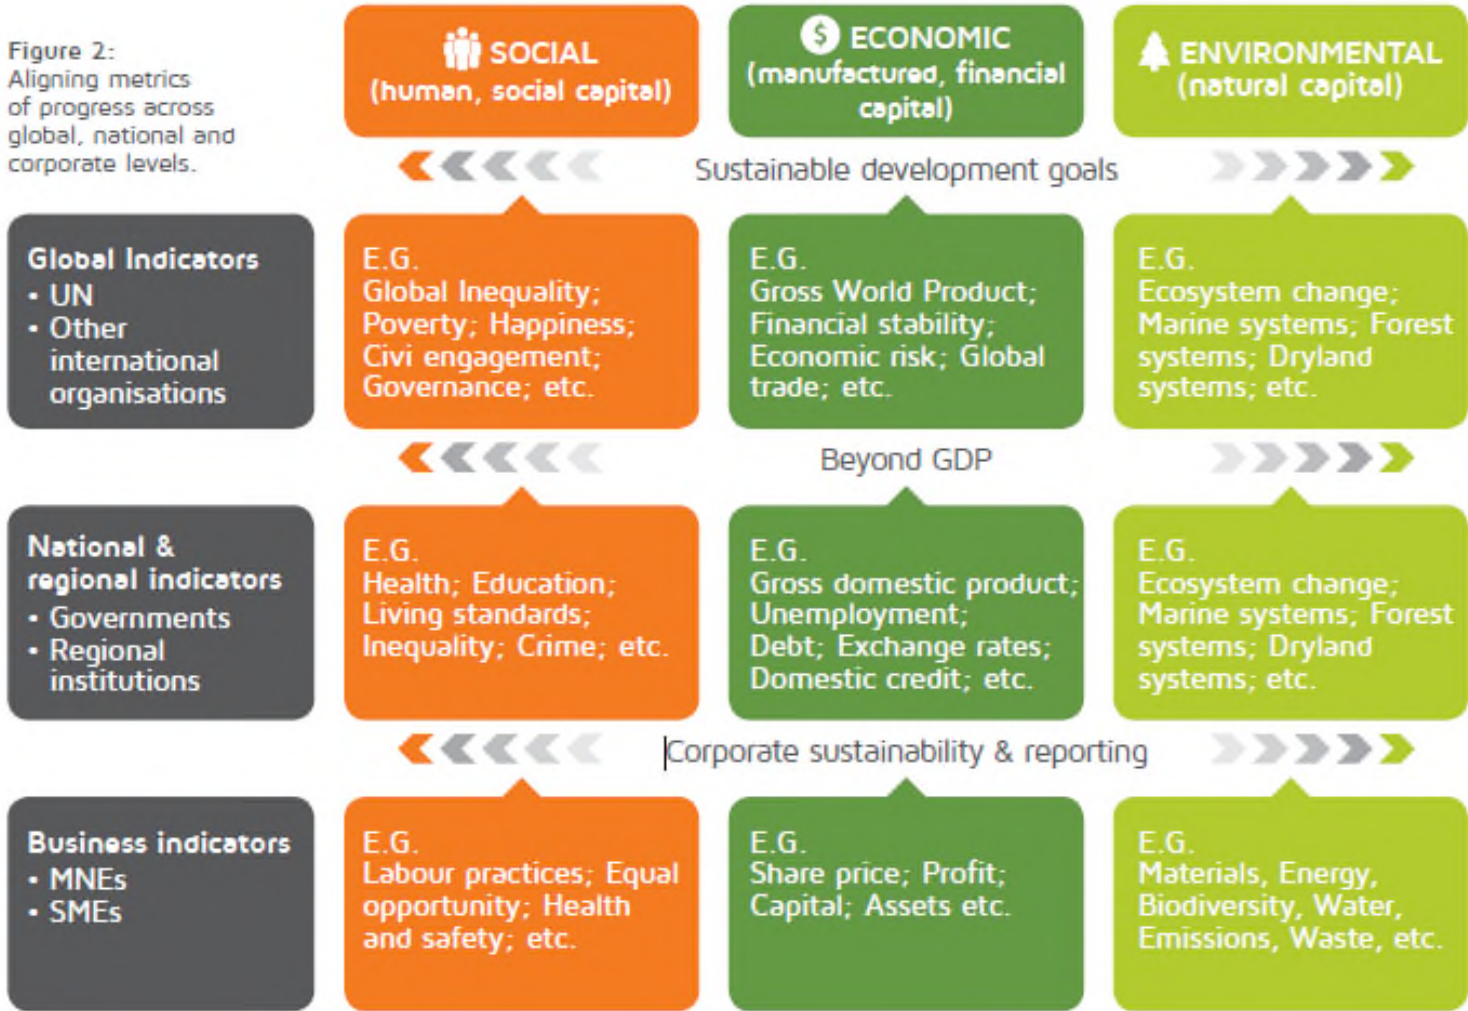 Figure 2:
Aligning metrics
of progress across
global, national and
corporate levels.
SOCIAL
(human, social capital)
$ ECONOMIC
(manufactured, financial
capital)
ENVIRONMENTAL
(natural capital)
Sustainable development goals
Global Indicators
• UN
• Other
international
organisations
E.G.
Global Inequality;
Poverty; Happiness;
Civi engagement;
Governance; etc.
E.G.
Gross World Product;
Financial stability;
Economic risk; Global
trade; etc.
E.G.
Ecosystem change;
Marine systems; Forest
systems; Dryland
systems; etc.
Beyond GDP
National &
regional indicators
• Governments
• Regional
institutions
E.G.
Health; Education;
Living standards;
Inequality; Crime; etc.
E.G.
Gross domestic product;
Unemployment;
Debt; Exchange rates;
Domestic credit; etc.
E.G.
Ecosystem change;
Marine systems; Forest
systems; Dryland
systems; etc.
Corporate sustainability & reporting
Business indicators
• MNEs
• SMEs
E.G.
Labour practices; Equal
opportunity; Health
and safety; etc.
E.G.
Share price; Profit;
Capital; Assets etc.
E.G.
Materials, Energy,
Biodiversity, Water,
Emissions, Waste, etc.